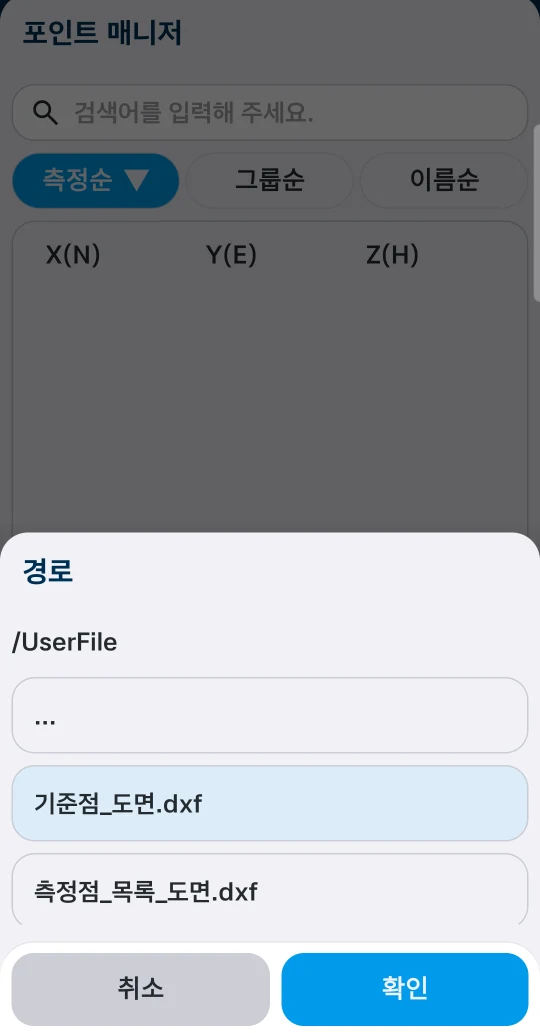 포인트 매니저
검색어를 입력해 주세요.
측정순 ▼ 그룹순 이름순
X(N) Y(E) Z(H)
경로
/UserFile
...
기준점_도면.dxf
측정점_목록_도면.dxf
취소 확인